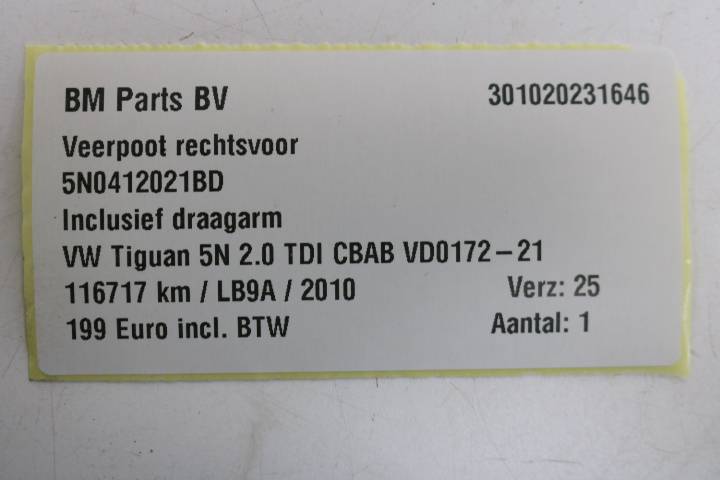 BM Parts BV 301020231646
Veerpoot rechtsvoor
5N0412021BD
Inclusief draagarm
VW Tiguan 5N 2.0 TDI CBAB VD0172-21
116717 km / LB9A / 2010 Verz: 25
199 Euro incl. BTW Aantal: 1